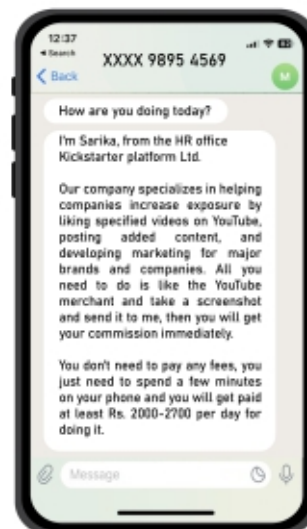 12:37
Search
Back
XXXX 9895 4569
M
How are you doing today?
I'm Sarika, from the HR office
Kickstarter platform Ltd.
Our company specializes in helping
companies increase exposure by
liking specified videos on YouTube,
posting added content, and
developing marketing for major
brands and companies. All you
need to do is like the YouTube
merchant and take a screenshot
and send it to me, then you will get
your commission immediately.
You don't need to pay any fees, you
just need to spend a few minutes
on your phone and you will get paid
at least Rs. 2000-2700 per day for
doing it.
Message